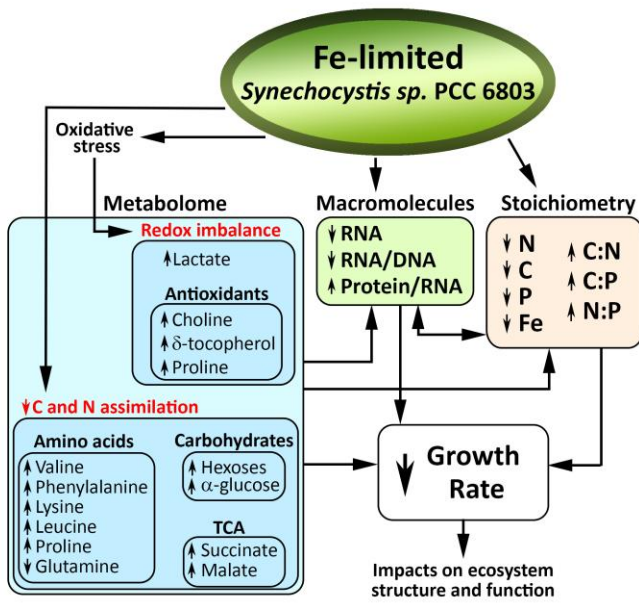 Fe-limited
Synechocystis sp. PCC 6803
Oxidative
stress
Metabolome
Redox imbalance
↑Lactate
Antioxidants
↑Choline
↑δ-tocopherol
↑Proline
↓C and N assimilation
Amino acids
↑Valine
↑Phenylalanine
↑Lysine
↑Leucine
↑Proline
↓Glutamine
Carbohydrates
↑Hexoses
↑α-glucose
TCA
↑Succinate
↑Malate
Macromolecules
↓RNA
↓RNA/DNA
↑Protein/RNA
Stoichiometry
↓N
↓C
↓P
↓Fe
↑C:N
↑C:P
↑N:P
↓Growth
Rate
Impacts on ecosystem
structure and function